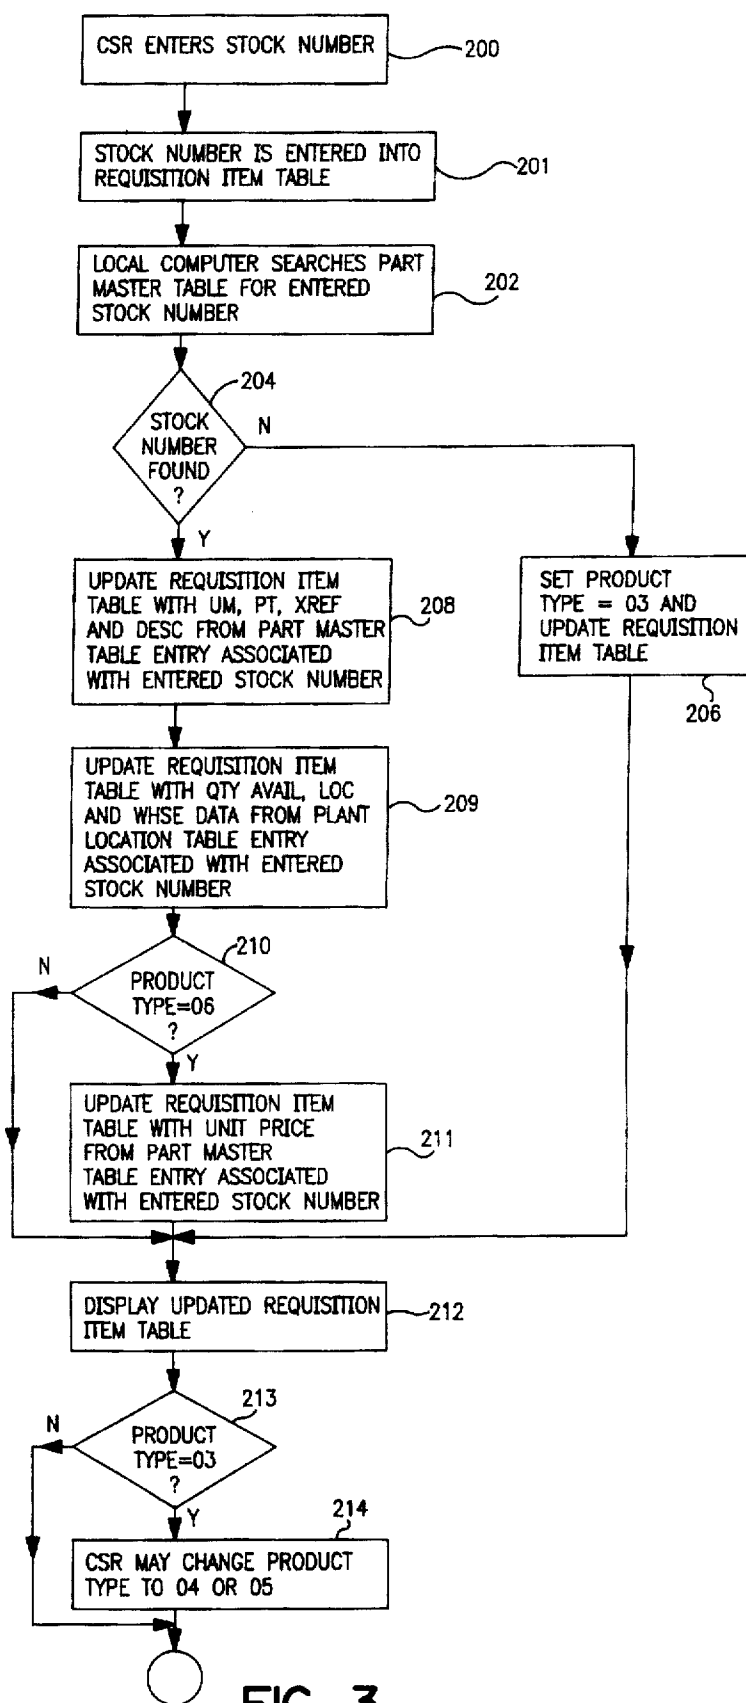 CSR ENTERS STOCK NUMBER
200
STOCK NUMBER IS ENTERED INTO
REQUISITION ITEM TABLE
201
LOCAL COMPUTER SEARCHES PART
MASTER TABLE FOR ENTERED
STOCK NUMBER
202
204
STOCK
NUMBER
FOUND
?
N
Y
UPDATE REQUISITION ITEM
TABLE WITH UM, PT, XREF
AND DESC FROM PART MASTER
TABLE ENTRY ASSOCIATED
WITH ENTERED STOCK NUMBER
208
SET PRODUCT
TYPE = 03 AND
UPDATE REQUISITION
ITEM TABLE
206
UPDATE REQUISITION ITEM
TABLE WITH QTY AVAIL, LOC
AND WHSE DATA FROM PLANT
LOCATION TABLE ENTRY
ASSOCIATED WITH ENTERED
STOCK NUMBER
209
210
N
PRODUCT
TYPE=06
?
Y
UPDATE REQUISITION ITEM
TABLE WITH UNIT PRICE
FROM PART MASTER
TABLE ENTRY ASSOCIATED
WITH ENTERED STOCK NUMBER
211
DISPLAY UPDATED REQUISITION
ITEM TABLE
212
213
N
PRODUCT
TYPE=03
?
Y
214
CSR MAY CHANGE PRODUCT
TYPE TO 04 OR 05
FIG. 3